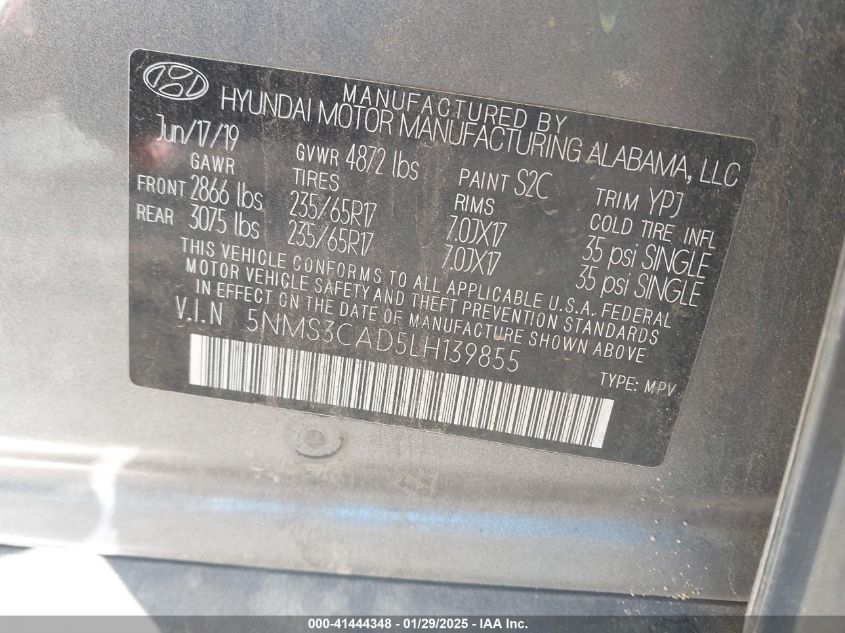 MANUFACTURED BY
HYUNDAI MOTOR MANUFACTURING ALABAMA, LLC
Jun/17/19 GVWR 4872 lbs PAINT S2C TRIM YPJ
GAWR TIRES RIMS COLD TIRE INFL
FRONT 2866 lbs 235/65R17 7.0JX17 35 psi SINGLE
REAR 3075 lbs 235/65R17 7.0JX17 35 psi SINGLE
THIS VEHICLE CONFORMS TO ALL APPLICABLE U.S.A. FEDERAL
MOTOR VEHICLE SAFETY AND THEFT PREVENTION STANDARDS
IN EFFECT ON THE DATE OF MANUFACTURE SHOWN ABOVE
V.I.N 5NMS3CAD5LH139855
TYPE: MPV
000-41444348 | 01/29/2025 | IAA Inc.